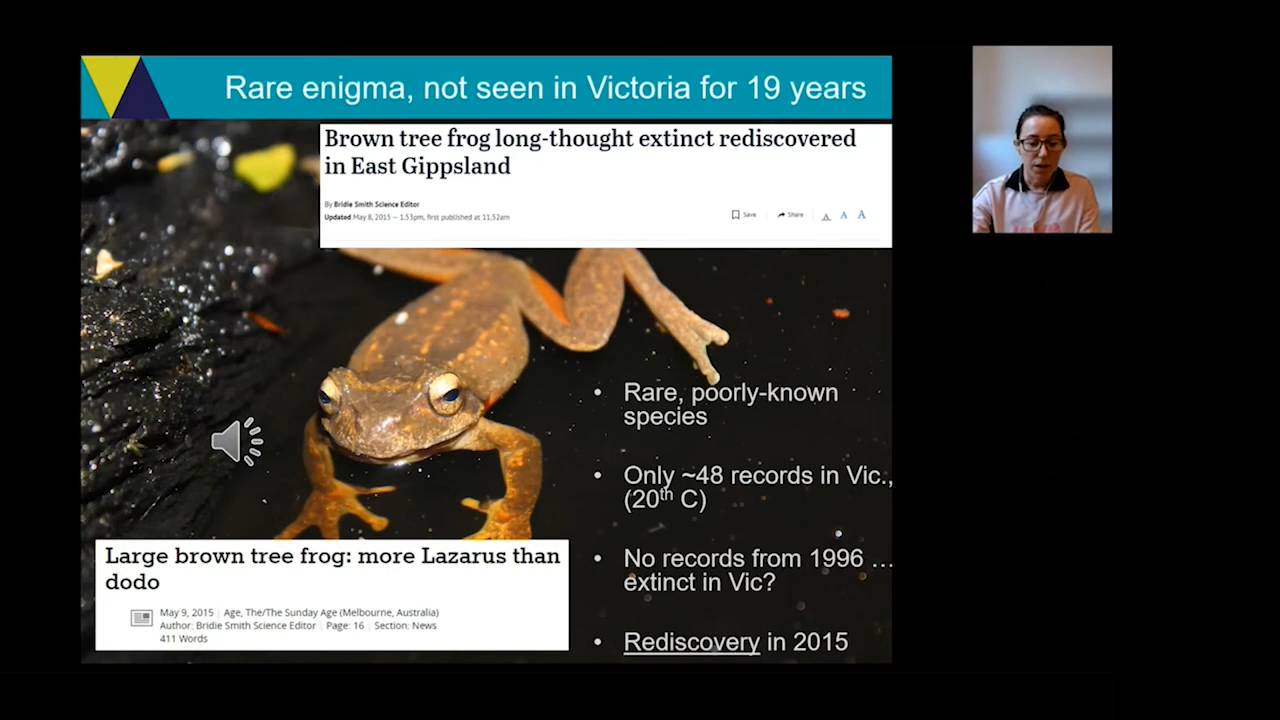 Rare enigma, not seen in Victoria for 19 years
Brown tree frog long-thought extinct rediscovered
in East Gippsland
By Bridie Smith Science Editor
Updated May 8, 2015 — 1.53pm, first published at 11.52am
Save
Share
A A A
• Rare, poorly-known
species
• Only ~48 records in Vic.,
(20th C)
• No records from 1996 …
extinct in Vic?
• Rediscovery in 2015
Large brown tree frog: more Lazarus than
dodo
May 9, 2015 | Age, The/The Sunday Age (Melbourne, Australia)
Author: Bridie Smith Science Editor | Page: 16 | Section: News
411 Words